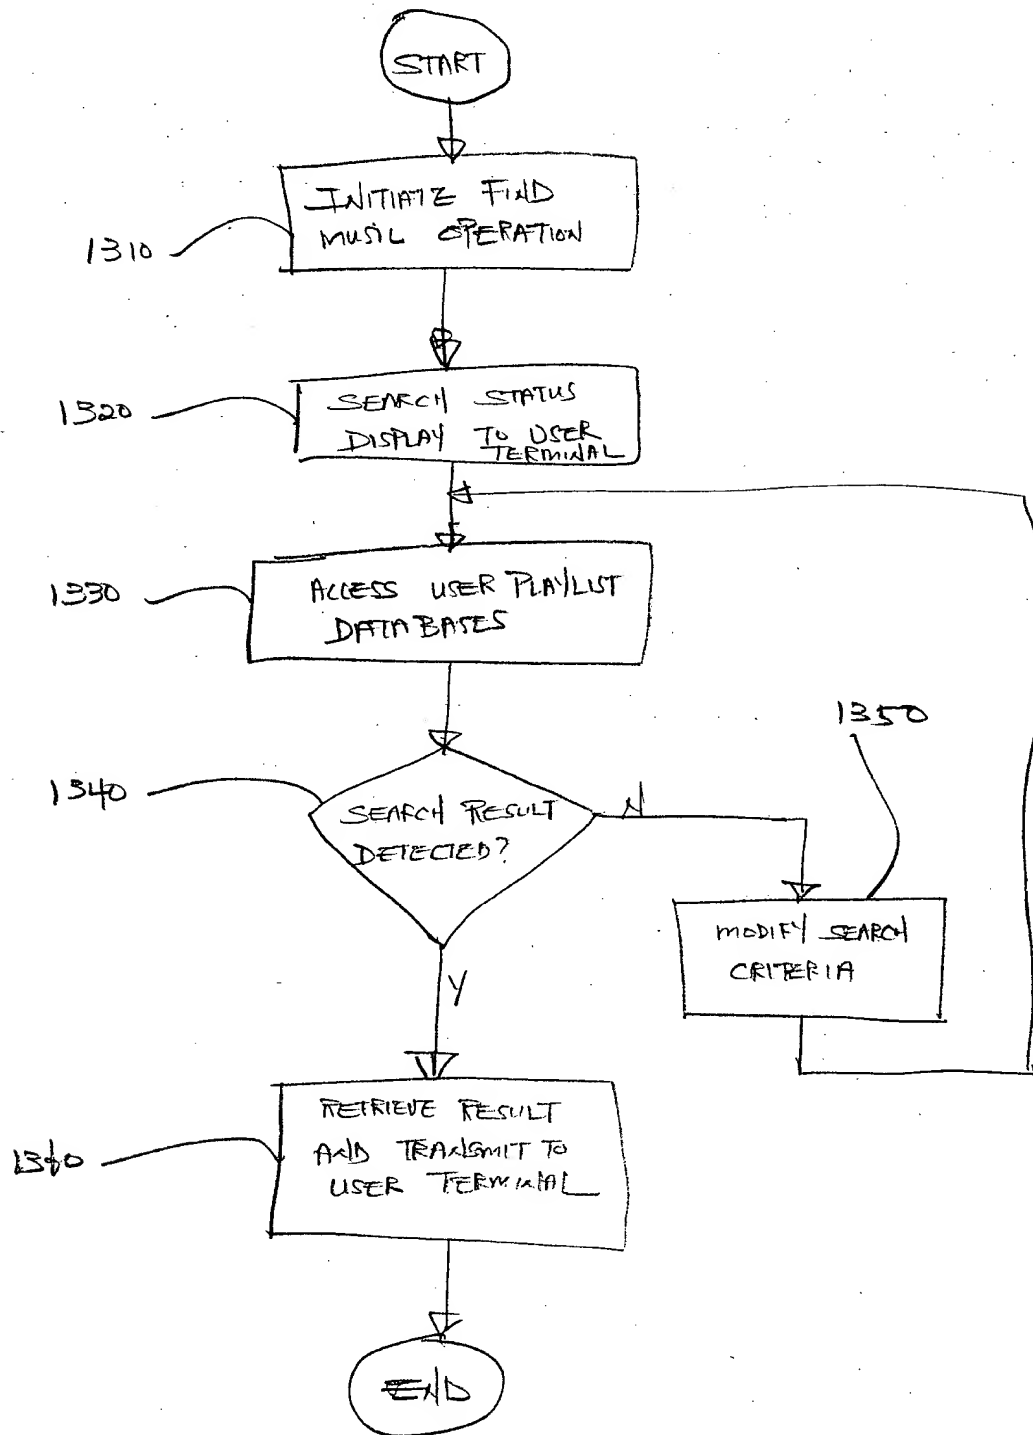 START
INITIATE FIND
MUSIC OPERATION
1310
SEARCH STATUS
DISPLAY TO USER
TERMINAL
1320
ACCESS USER PLAYLIST
DATABASES
1330
SEARCH RESULT
DETECTED?
1340
N
1350
MODIFY SEARCH
CRITERIA
Y
RETRIEVE RESULT
AND TRANSMIT TO
USER TERMINAL
1360
END